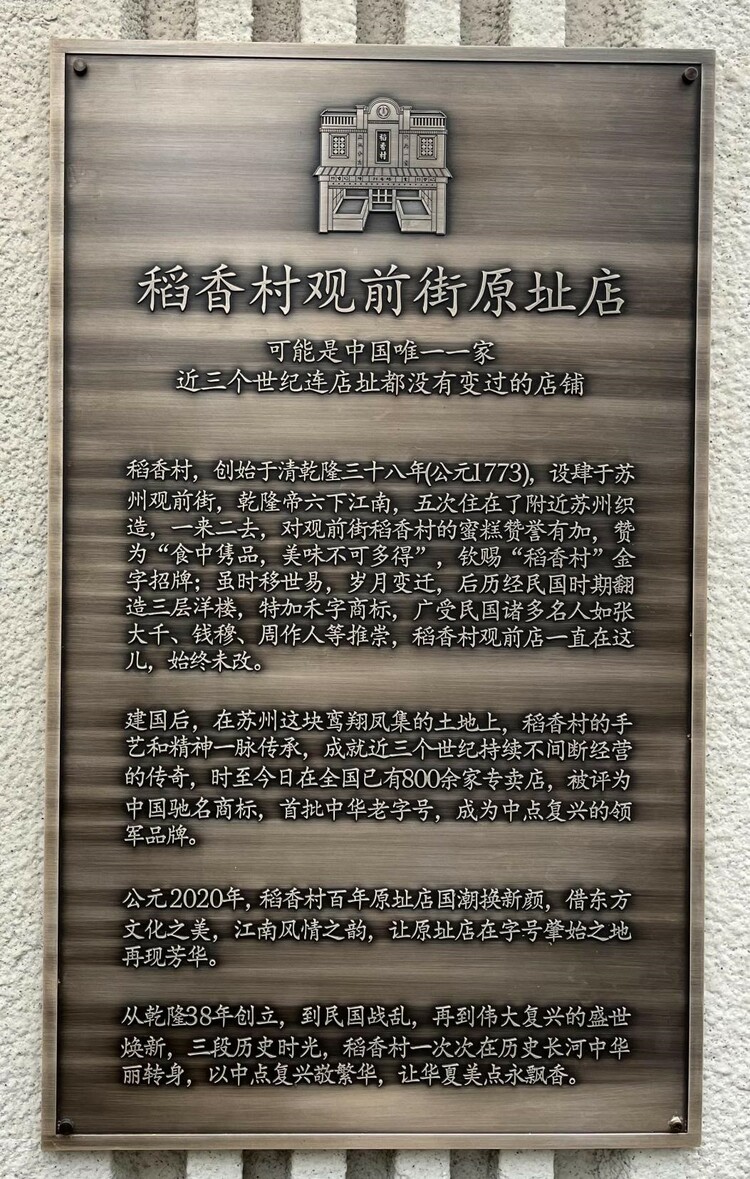 稻香村
稻香村观前街原址店
可能是中国唯一一家
近三个世纪连店址都没有变过的店铺
稻香村，创始于清乾隆三十八年(公元1773)，设肆于苏
州观前街，乾隆帝六下江南，五次住在了附近苏州织
造，一来二去，对观前街稻香村的蜜糕赞誉有加，赞
为“食中隽品，美味不可多得”，钦赐“稻香村”金
字招牌；虽时移世易，岁月变迁，后历经民国时期翻
造三层洋楼，特加禾字商标，广受民国诸多名人如张
大千、钱穆、周作人等推崇，稻香村观前店一直在这
儿，始终未改。
建国后，在苏州这块鸾翔凤集的土地上，稻香村的手
艺和精神一脉传承，成就近三个世纪持续不间断经营
的传奇，时至今日在全国已有800余家专卖店，被评为
中国驰名商标，首批中华老字号，成为中点复兴的领
军品牌。
公元2020年，稻香村百年原址店国潮换新颜，借东方
文化之美，江南风情之韵，让原址店在字号肇始之地
再现芳华。
从乾隆38年创立，到民国战乱，再到伟大复兴的盛世
焕新，三段历史时光，稻香村一次次在历史长河中华
丽转身，以中点复兴敬繁华，让华夏美点永飘香。